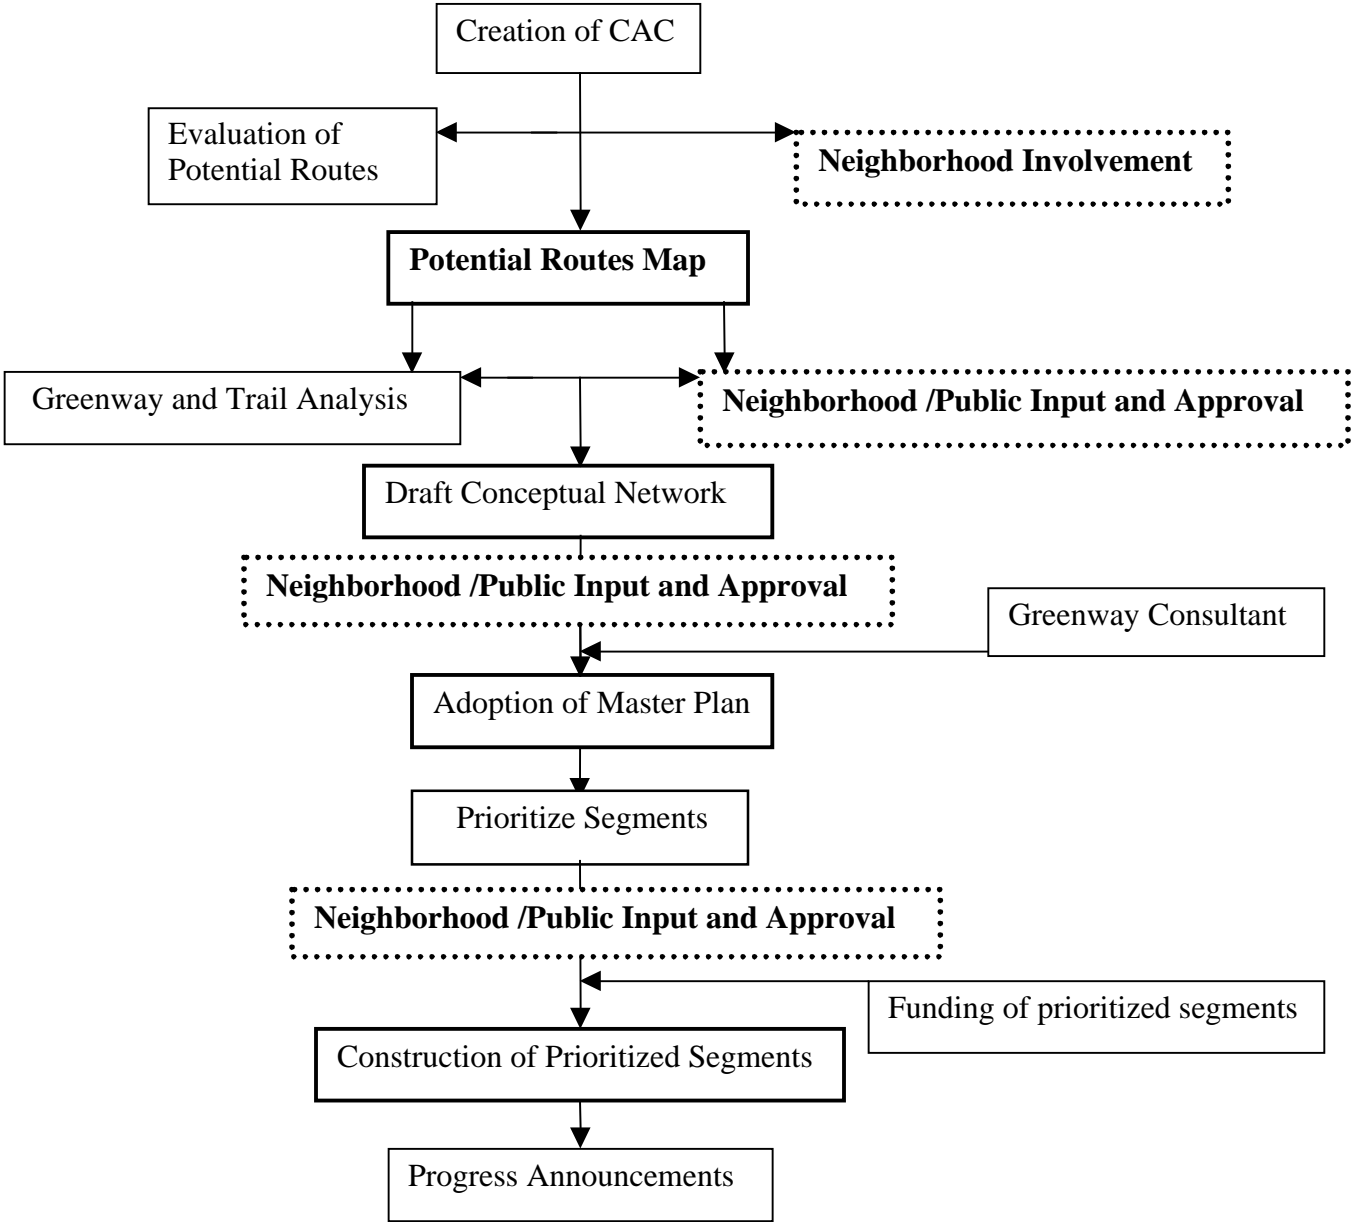 Creation of CAC
Evaluation of
Potential Routes
Neighborhood Involvement
Potential Routes Map
Greenway and Trail Analysis
Neighborhood /Public Input and Approval
Draft Conceptual Network
Neighborhood /Public Input and Approval
Greenway Consultant
Adoption of Master Plan
Prioritize Segments
Neighborhood /Public Input and Approval
Funding of prioritized segments
Construction of Prioritized Segments
Progress Announcements